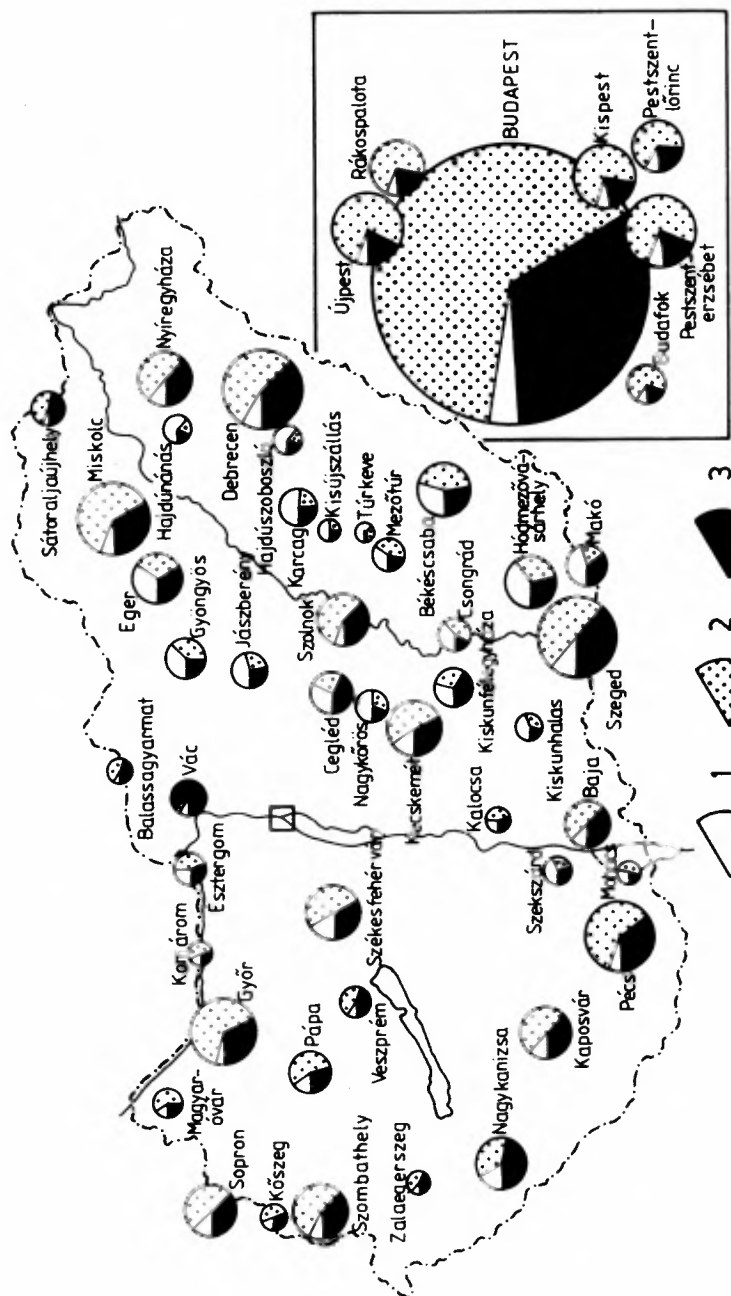 Sátoraljaújhely
Miskolc
Nyíregyháza
Hajdúnánás
Debrecen
Hajdúszoboszló
Eger
Gyöngyös
Jászberény
Karcag
Kisújszállás
Túrkeve
Mezőtúr
Szolnok
Békéscsaba
Csongrád
Hódmezővá-
sárhely
Makó
Szeged
Balassagyarmat
Vác
Cegléd
Nagykőrös
Kecskemét
Kiskunfélegyháza
Kiskunhalas
Kalocsa
Baja
Esztergom
Komárom
Győr
Székesfehérvár
Szekszárd
Mohács
Pécs
Magyar-
óvár
Pápa
Veszprém
Kaposvár
Sopron
Kőszeg
Szombathely
Zalaegerszeg
Nagykanizsa
Rákospalota
Újpest
BUDAPEST
Kispest
Pestszent-
lőrinc
Pestszent-
erzsébet
Budafok
1
2
3